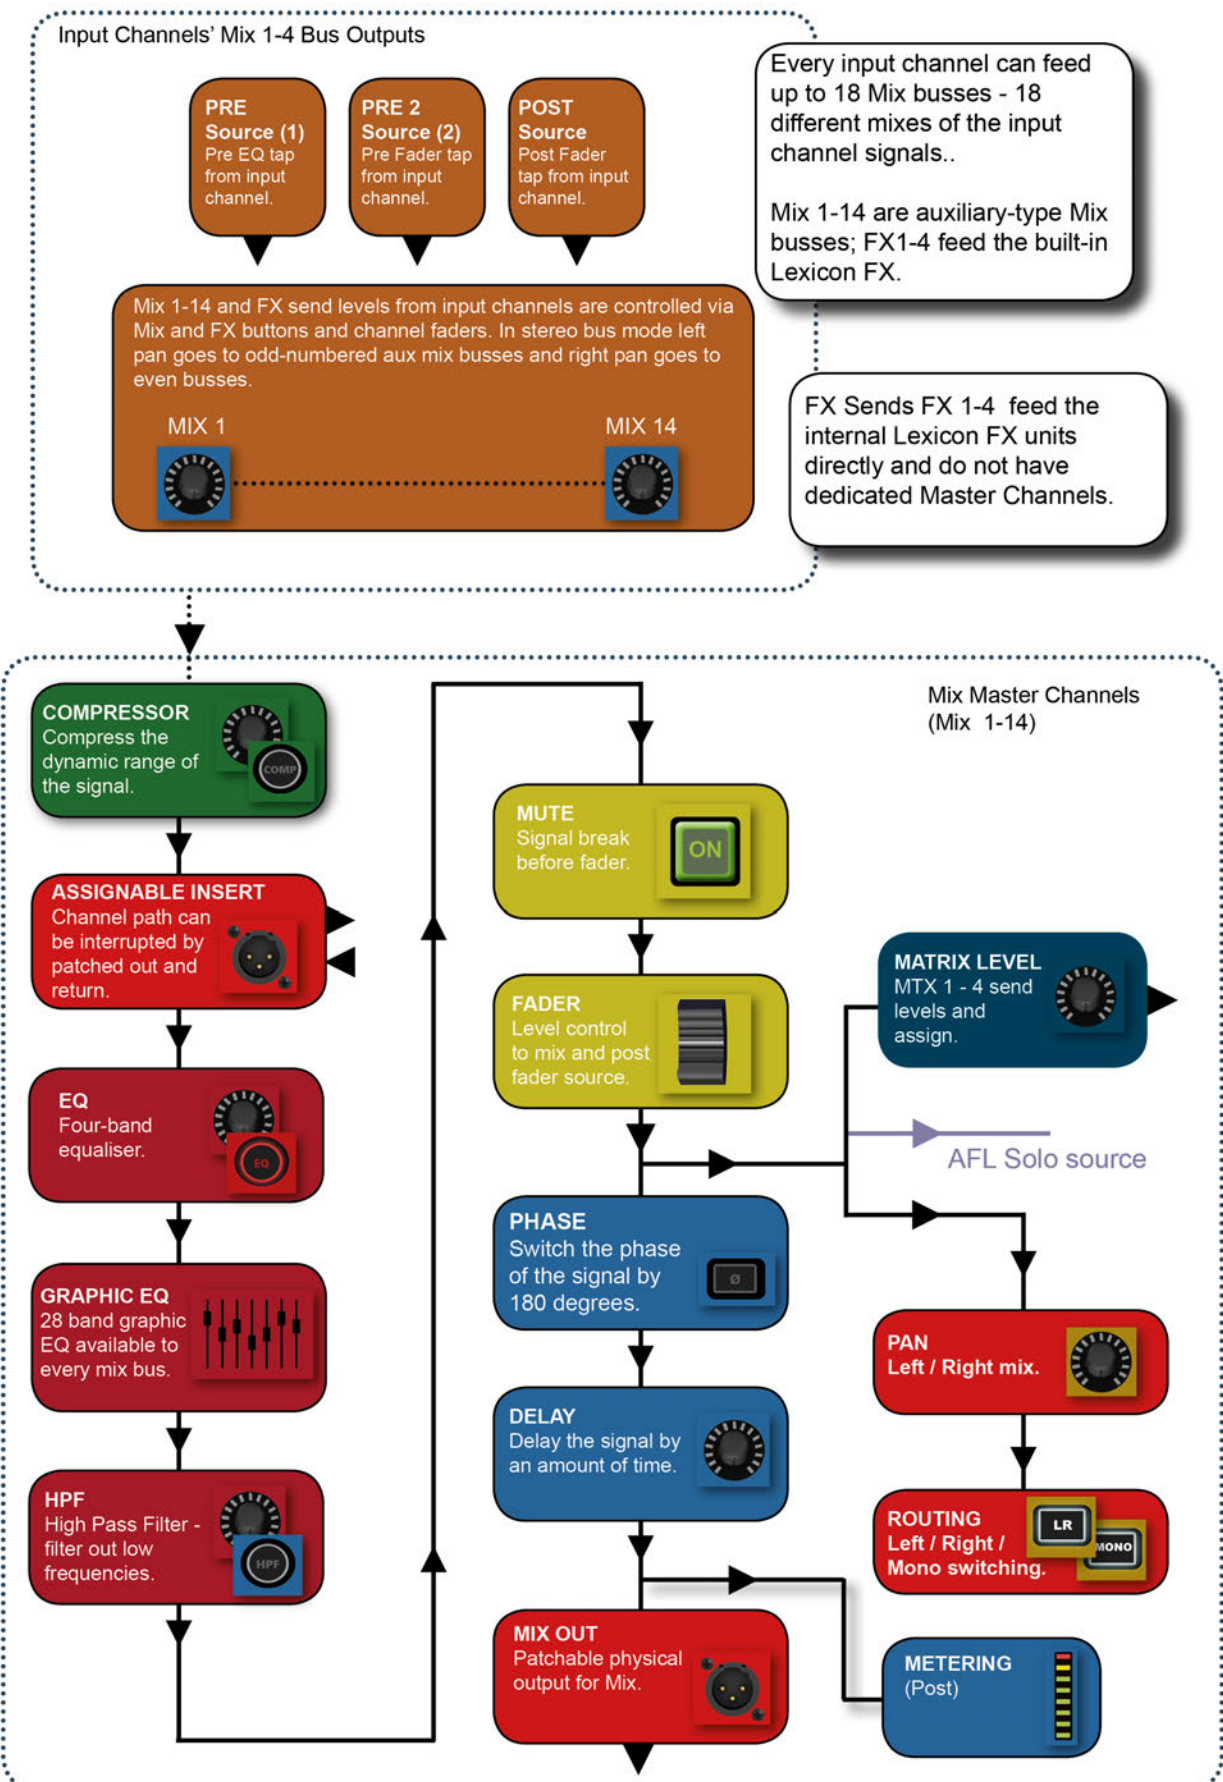 Input Channels' Mix 1-4 Bus Outputs
Every input channel can feed
up to 18 Mix busses - 18
different mixes of the input
channel signals..
Mix 1-14 are auxiliary-type Mix
busses; FX1-4 feed the built-in
Lexicon FX.
PRE
Source (1)
Pre EQ tap
from input
channel.
PRE 2
Source (2)
Pre Fader tap
from input
channel.
POST
Source
Post Fader
tap from input
channel.
Mix 1-14 and FX send levels from input channels are controlled via
Mix and FX buttons and channel faders. In stereo bus mode left
pan goes to odd-numbered aux mix busses and right pan goes to
even busses.
MIX 1
MIX 14
FX Sends FX 1-4 feed the
internal Lexicon FX units
directly and do not have
dedicated Master Channels.
Mix Master Channels
(Mix 1-14)
COMPRESSOR
Compress the
dynamic range of
the signal.
COMP
ASSIGNABLE INSERT
Channel path can
be interrupted by
patched out and
return.
EQ
Four-band
equaliser.
EQ
GRAPHIC EQ
28 band graphic
EQ available to
every mix bus.
HPF
High Pass Filter -
filter out low
frequencies.
HPF
MUTE
Signal break
before fader.
ON
FADER
Level control
to mix and post
fader source.
MATRIX LEVEL
MTX 1 - 4 send
levels and
assign.
AFL Solo source
PHASE
Switch the phase
of the signal by
180 degrees.
Ø
DELAY
Delay the signal by
an amount of time.
PAN
Left / Right mix.
ROUTING
Left / Right /
Mono switching.
LR
MONO
MIX OUT
Patchable physical
output for Mix.
METERING
(Post)